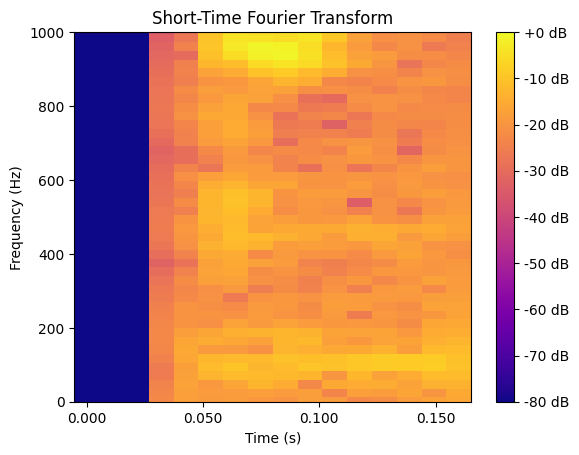 Short-Time Fourier Transform
1000
800
600
400
200
0
Frequency (Hz)
0.000
0.050
0.100
0.150
Time (s)
+0 dB
-10 dB
-20 dB
-30 dB
-40 dB
-50 dB
-60 dB
-70 dB
-80 dB